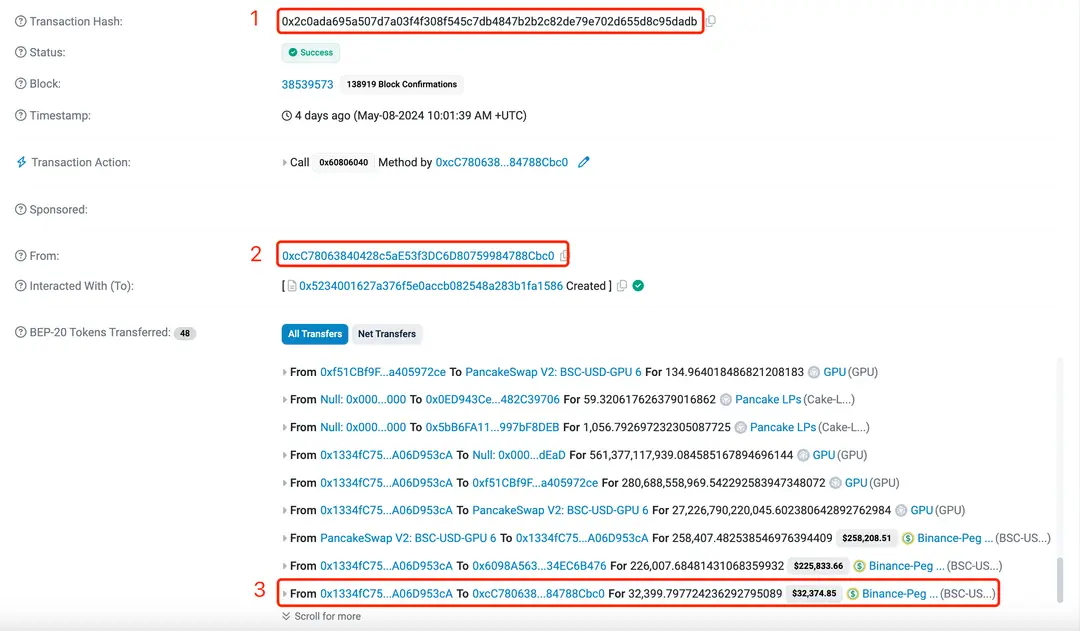 Transaction Hash: 1 0x2c0ada695a507d7a03f4f308f545c7db4847b2b2c82de79e702d655d8c95dadb
Status: Success
Block: 38539573 138919 Block Confirmations
Timestamp: 4 days ago (May-08-2024 10:01:39 AM +UTC)
Transaction Action: Call 0x60806040 Method by 0xcC780638...84788Cbc0
Sponsored:
From: 2 0xcC78063840428c5aE53f3DC6D80759984788Cbc0
Interacted With (To): [ 0x5234001627a376f5e0accb082548a283b1fa1586 Created ]
BEP-20 Tokens Transferred: 48 All Transfers Net Transfers
From 0xf51CBf9F...a405972ce To PancakeSwap V2: BSC-USD-GPU 6 For 134.964018486821208183 GPU (GPU)
From Null: 0x000...000 To 0x0ED943Ce...482C39706 For 59.320617626379016862 Pancake LPs (Cake-L...)
From Null: 0x000...000 To 0x5bB6FA11...997bF8DEB For 1,056.792697232305087725 Pancake LPs (Cake-L...)
From 0x1334fC75...A06D953cA To Null: 0x000...dEaD For 561,377,117,939.084585167894696144 GPU (GPU)
From 0x1334fC75...A06D953cA To 0xf51CBf9F...a405972ce For 280,688,558,969.542292583947348072 GPU (GPU)
From 0x1334fC75...A06D953cA To PancakeSwap V2: BSC-USD-GPU 6 For 27,226,790,220,045.602380642892762984 GPU (GPU)
From PancakeSwap V2: BSC-USD-GPU 6 To 0x1334fC75...A06D953cA For 258,407.482538546976394409 $258,208.51 Binance-Peg ... (BSC-US...)
From 0x1334fC75...A06D953cA To 0x6098A563...34EC6B476 For 226,007.68481431068359932 $225,833.66 Binance-Peg ... (BSC-US...)
3 From 0x1334fC75...A06D953cA To 0xcC780638...84788Cbc0 For 32,399.797724236292795089 $32,374.85 Binance-Peg ... (BSC-US...)
Scroll for more